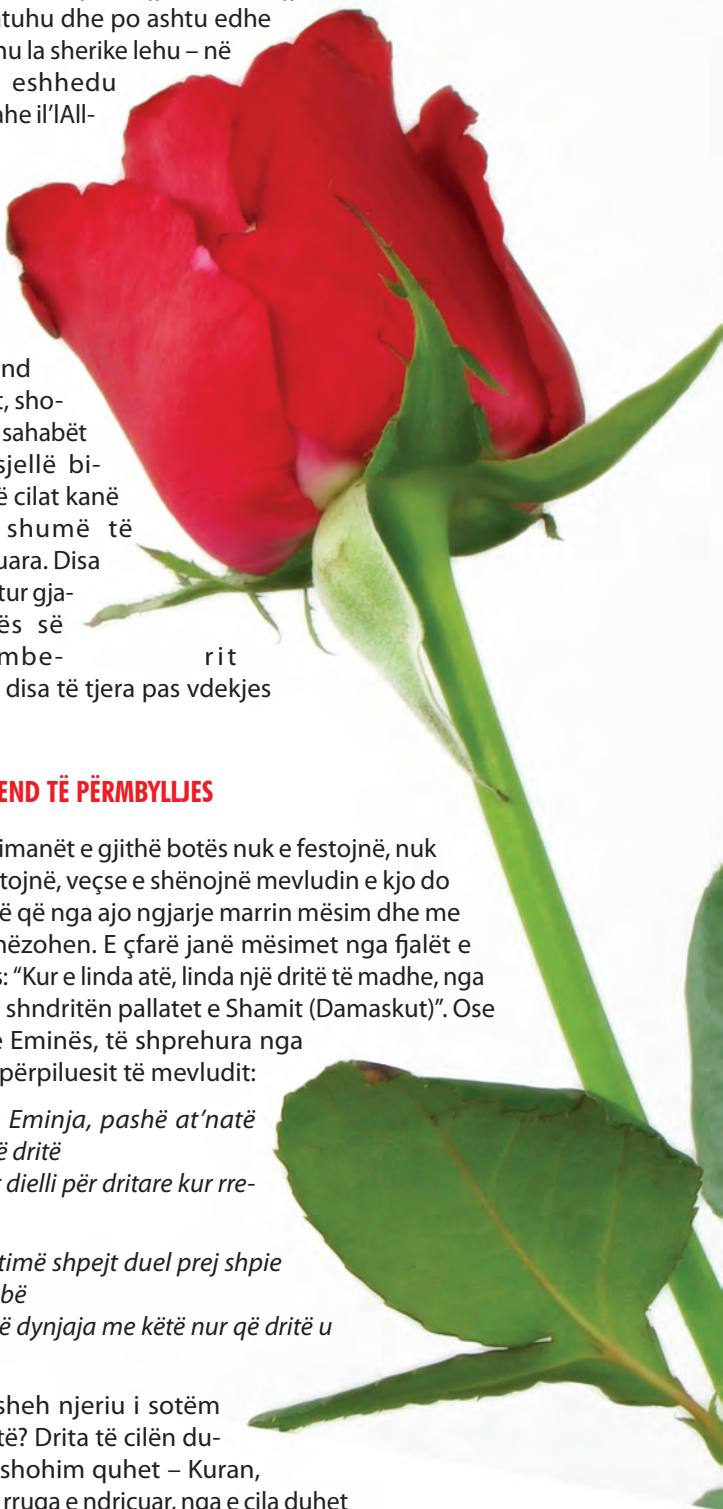 tuhu dhe po ashtu edhe
nu la sherike lehu – në
eshhedu
ahe il’lAll-
nd
t, sho-
sahabët
sjellë bi-
ë cilat kanë
shumë të
uara. Disa
tur gja-
ës së
mbe- rit
disa të tjera pas vdekjes
END TË PËRMBYLLJES
imanët e gjithë botës nuk e festojnë, nuk
tojnë, veçse e shënojnë mevludin e kjo do
ë që nga ajo ngjarje marrin mësim dhe me
nëzohen. E çfarë janë mësimet nga fjalët e
s: “Kur e linda atë, linda një dritë të madhe, nga
shndritën pallatet e Shamit (Damaskut)”. Ose
e Eminës, të shprehura nga
përpiluesit të mevludit:
Eminja, pashë at’natë
ë dritë
dielli për dritare kur rre-
timë shpejt duel prej shpie
bë
ë dynjaja me këtë nur që dritë u
sheh njeriu i sotëm
të? Drita të cilën du-
shohim quhet – Kuran,
rruga e ndriçuar, nga e cila duhet